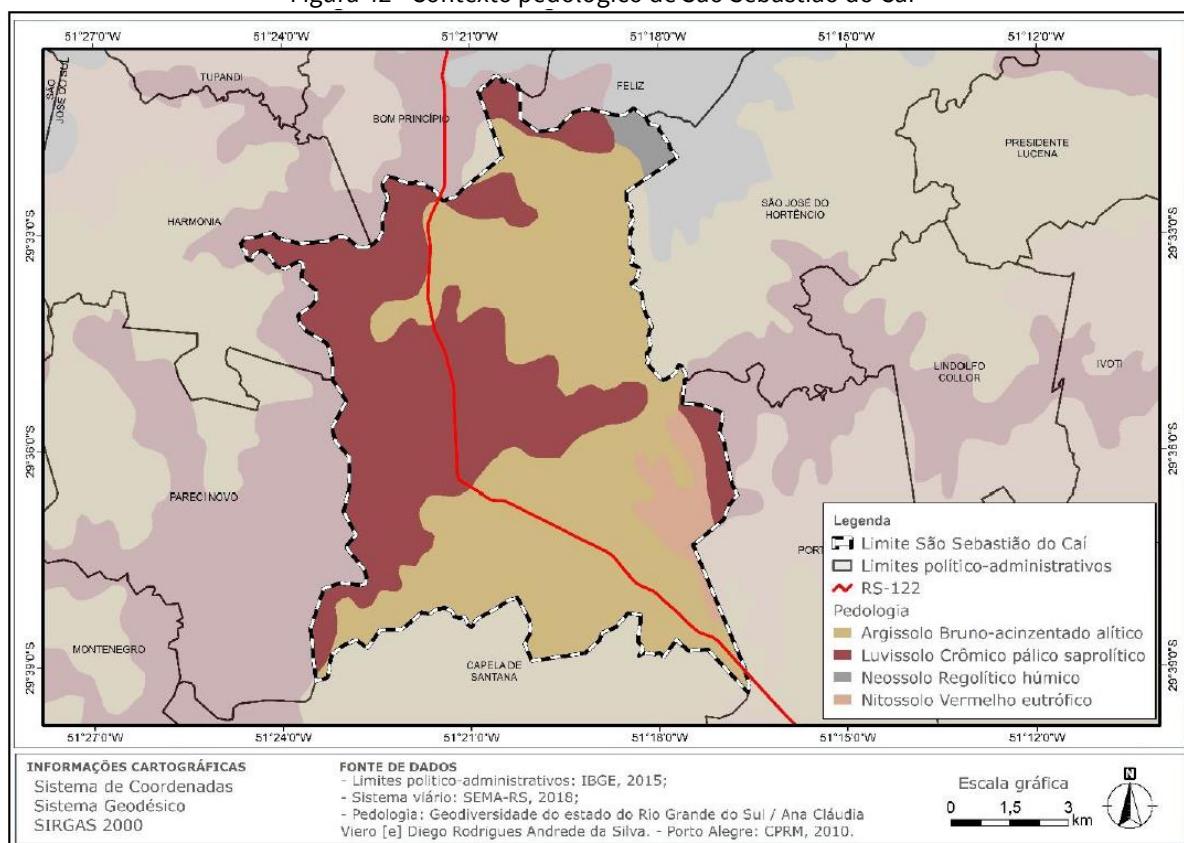 Figura 42 - Contexto pedológico de São Sebastião do Caí
51°27'0"W
51°24'0"W
51°21'0"W
51°18'0"W
51°15'0"W
51°12'0"W
SÃO JOSÉ DO SUL
TUPANDI
BOM PRINCÍPIO
FELIZ
PRESIDENTE
LUCENA
HARMONIA
SÃO JOSÉ DO
HORTÊNCIO
29°33'0"S
29°33'0"S
LINDOLFO
COLLOR
IVOTI
29°36'0"S
29°36'0"S
PARECI NOVO
PORT
MONTENEGRO
CAPELA DE
SANTANA
29°39'0"S
29°39'0"S
Legenda
Limite São Sebastião do Caí
Limites político-administrativos
RS-122
Pedologia
Argissolo Bruno-acinzentado alítico
Luvissolo Crômico pálico saprolítico
Neossolo Regolítico húmico
Nitossolo Vermelho eutrófico
51°27'0"W
51°24'0"W
51°21'0"W
51°18'0"W
51°15'0"W
51°12'0"W
INFORMAÇÕES CARTOGRÁFICAS
Sistema de Coordenadas
Sistema Geodésico
SIRGAS 2000
FONTE DE DADOS
- Limites politico-administrativos: IBGE, 2015;
- Sistema viário: SEMA-RS, 2018;
- Pedologia: Geodiversidade do estado do Rio Grande do Sul / Ana Cláudia
Viero [e] Diego Rodrigues Andrade da Silva. - Porto Alegre: CPRM, 2010.
Escala gráfica
0 1,5 3
km
N